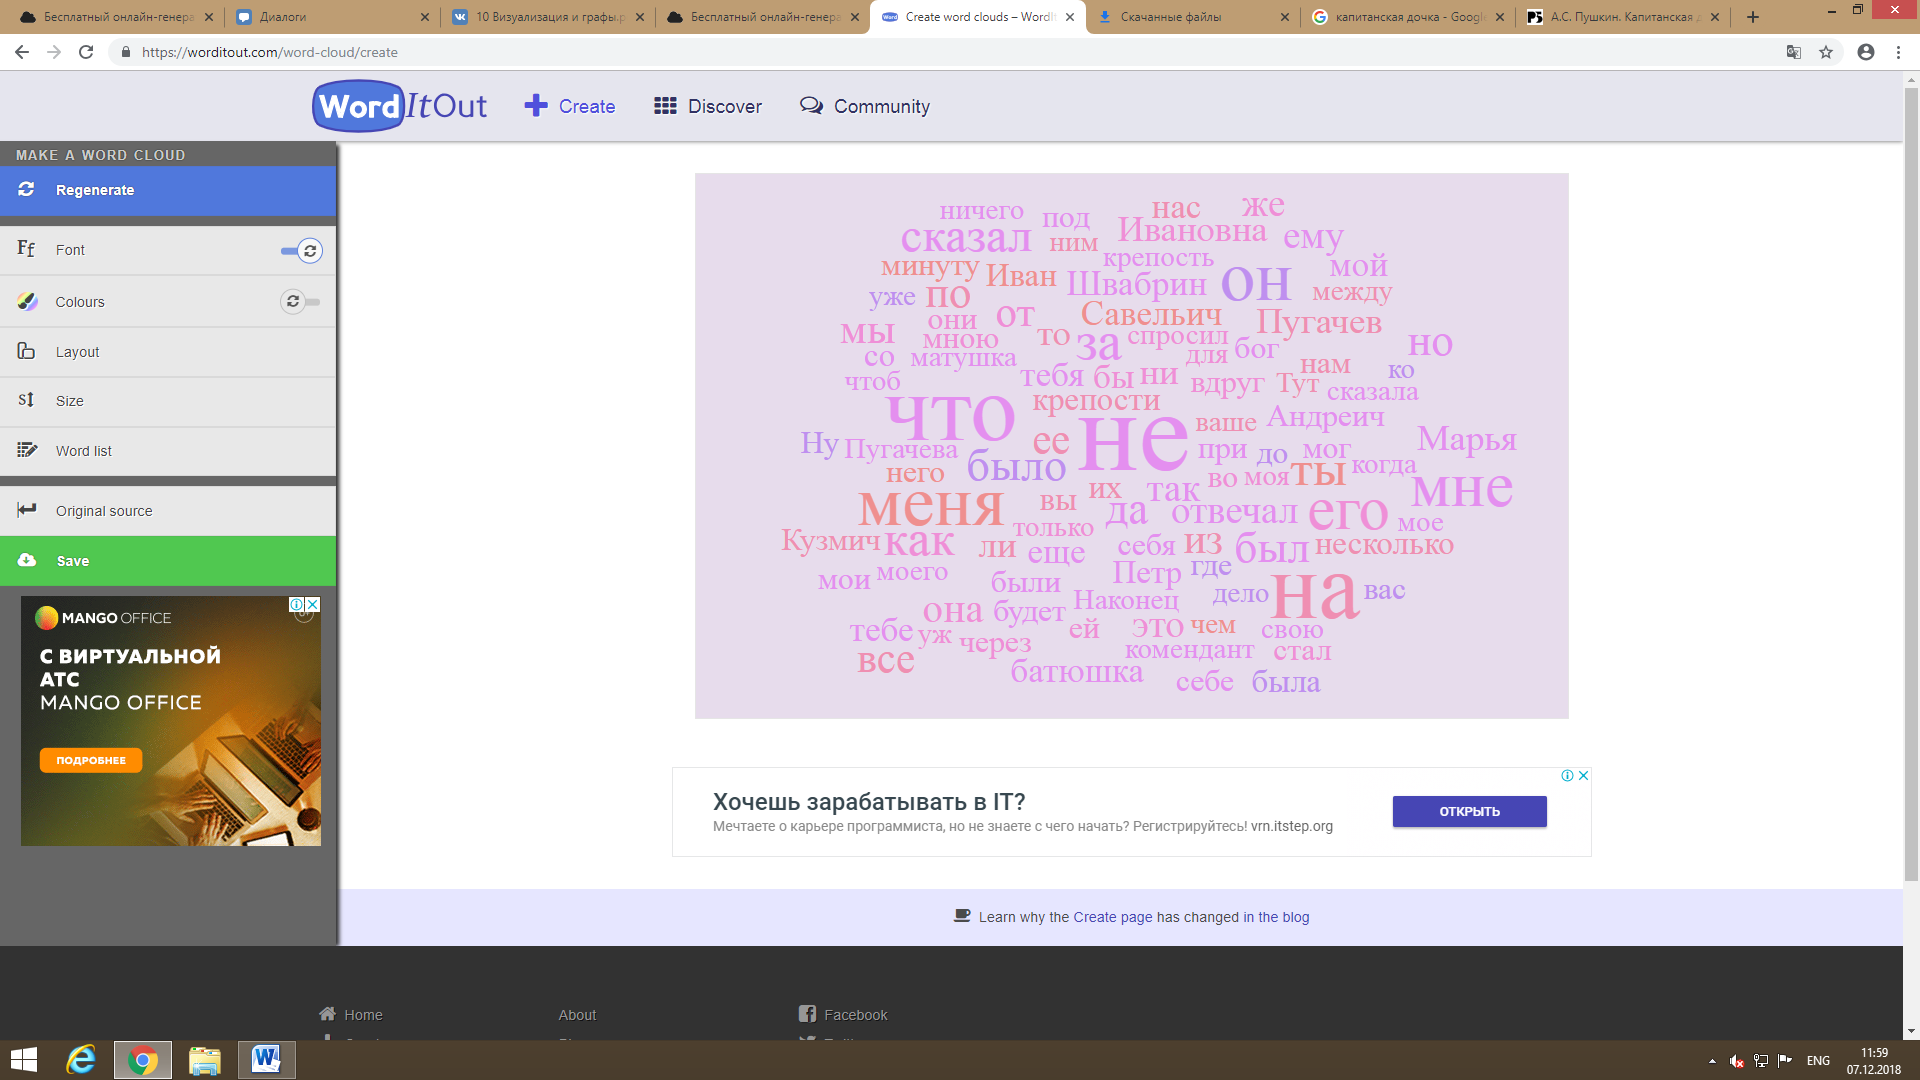 Бесплатный онлайн-генера
Диалоги
10 Визуализация и графы.р
Бесплатный онлайн-генера
Create word clouds – WordIt
Скачанные файлы
капитанская дочка - Google
А.С. Пушкин. Капитанская д
https://worditout.com/word-cloud/create
WordItOut
Create
Discover
Community
MAKE A WORD CLOUD
Regenerate
Font
Colours
Layout
Size
Word list
Original source
Save
MANGO OFFICE
С ВИРТУАЛЬНОЙ
АТС
MANGO OFFICE
ПОДРОБНЕЕ
ничего под нас же
сказал ним Ивановна ему
минуту Иван крепость Швабрин он мой
уже по между
они от Савельич Пугачев
мы мною то за спросил но
со матушка для бог нам ко
чтоб тебя бы ни вдруг Тут сказала
что крепости не ваше Андреич
Ну Пугачева ее при до мог Марья
него было во моя ты когда
меня вы их так мне
только да отвечал его мое
Кузмич как ли еще себя из был несколько
мои моего были Петр где
она будет Наконец дело на вас
тебе уж через ей это чем свою
все комендант стал
батюшка себе была
Хочешь зарабатывать в IT?
Мечтаете о карьере программиста, но не знаете с чего начать? Регистрируйтесь! vrn.itstep.org
ОТКРЫТЬ
Learn why the Create page has changed in the blog
Home
About
Facebook
ENG
11:59
07.12.2018